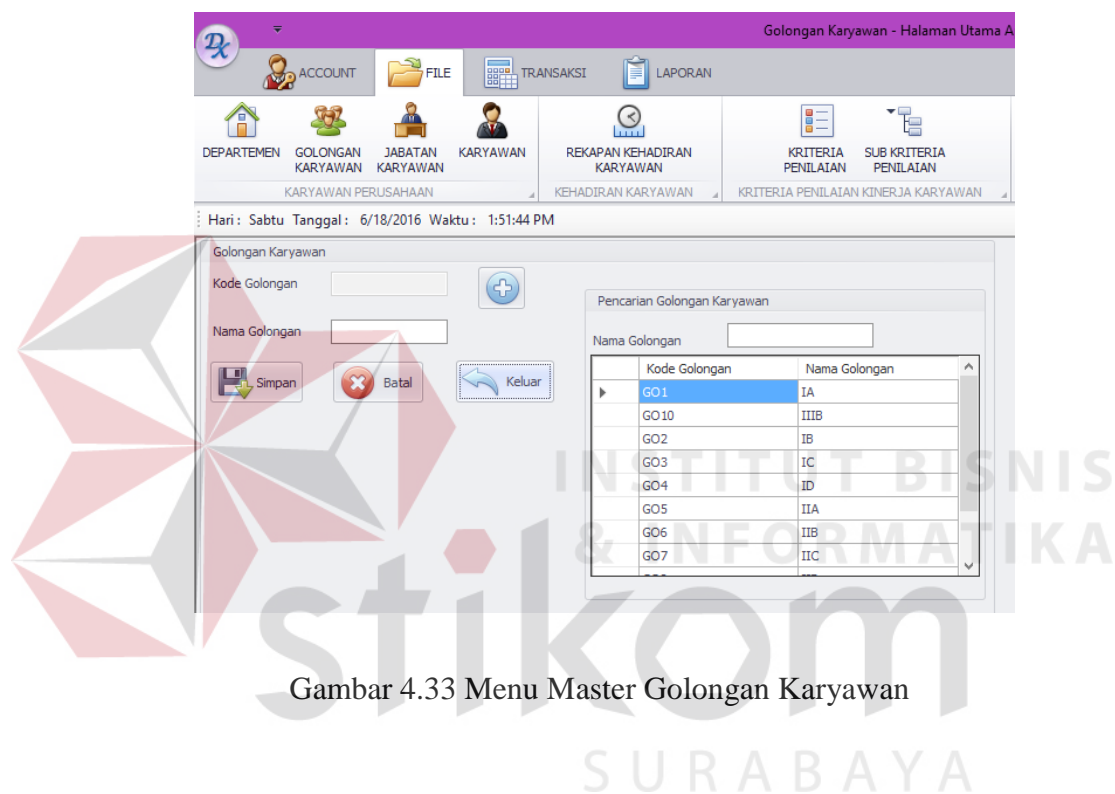 Golongan Karyawan - Halaman Utama A
ACCOUNT FILE TRANSAKSI LAPORAN
DEPARTEMEN GOLONGAN KARYAWAN JABATAN KARYAWAN KARYAWAN REKAPAN KEHADIRAN KARYAWAN KRITERIA PENILAIAN SUB KRITERIA PENILAIAN
KARYAWAN PERUSAHAAN KEHADIRAN KARYAWAN KRITERIA PENILAIAN KINERJA KARYAWAN
Hari : Sabtu Tanggal : 6/18/2016 Waktu : 1:51:44 PM
Golongan Karyawan
Kode Golongan
Nama Golongan
Simpan Batal Keluar
Pencarian Golongan Karyawan
Nama Golongan
Kode Golongan Nama Golongan
GO1 IA
GO10 IIIB
GO2 IB
GO3 IC
GO4 ID
GO5 IIA
GO6 IIB
GO7 IIC
INSTITUT BISNIS
& INFORMATIKA
stikom
SURABAYA
Gambar 4.33 Menu Master Golongan Karyawan